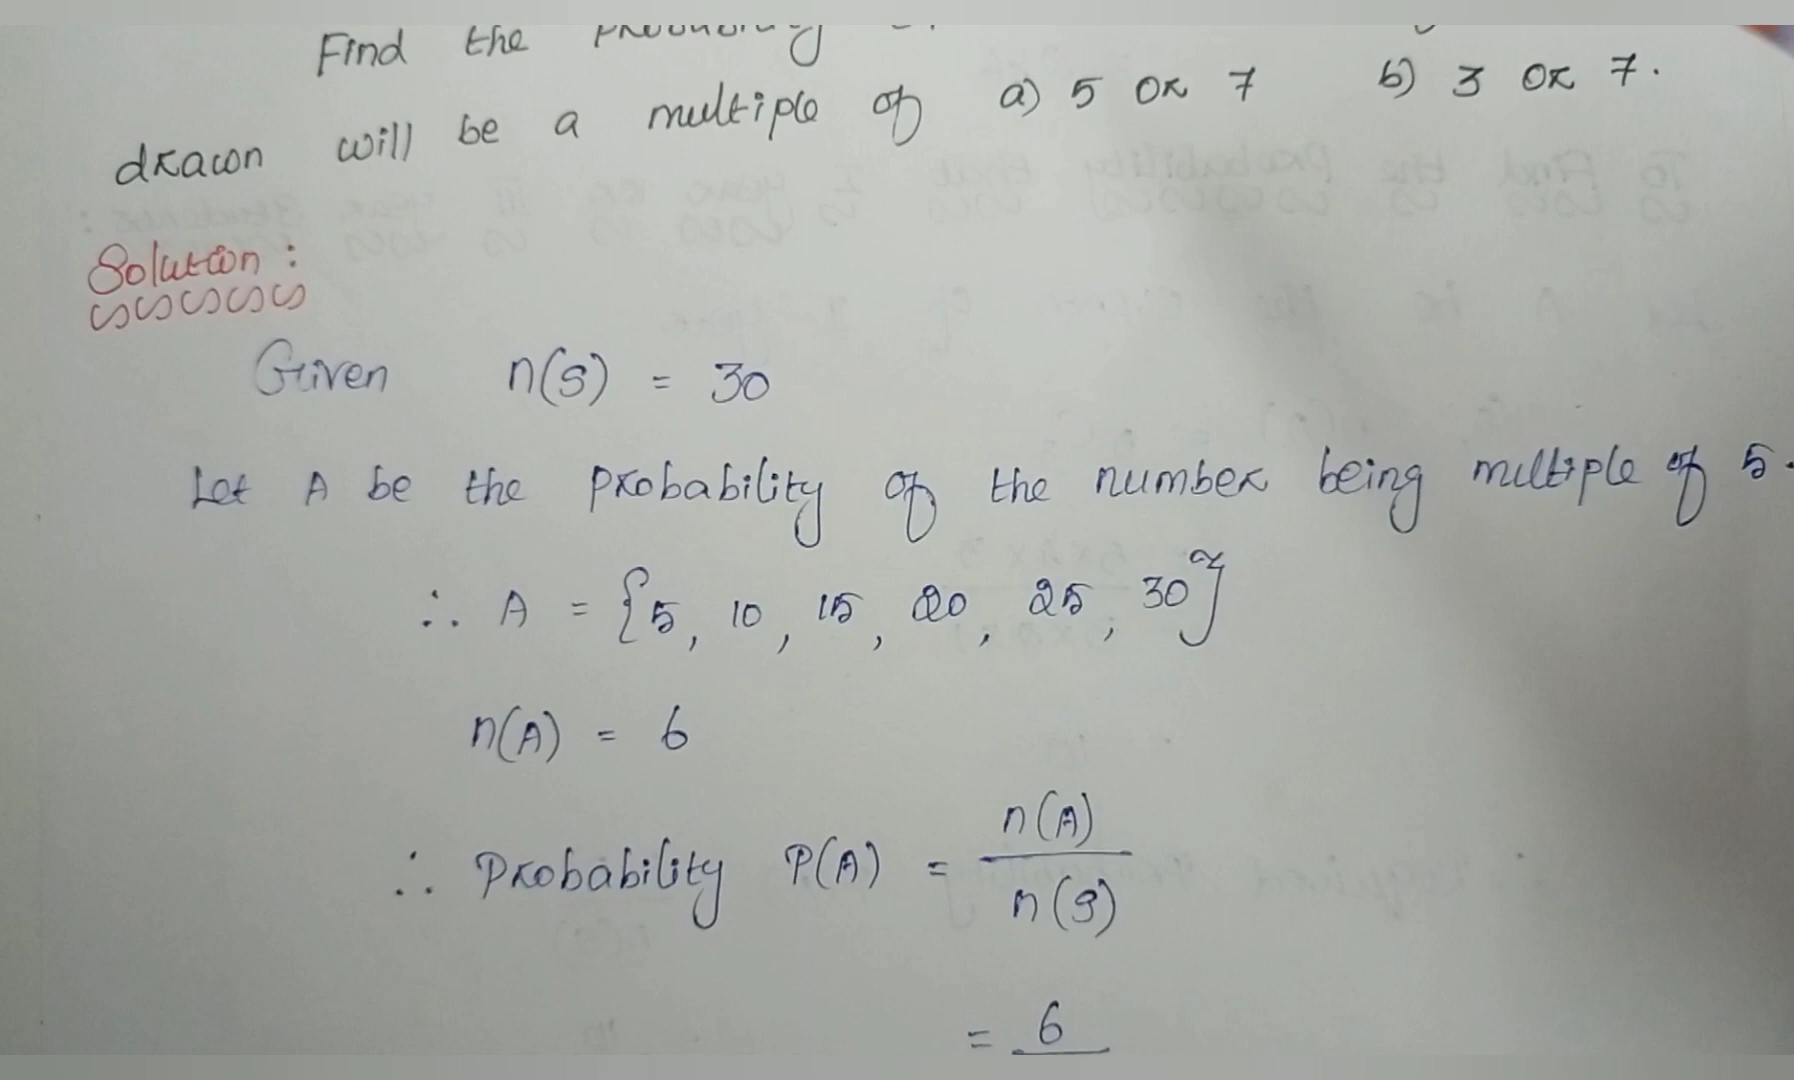 Find the
drawn will be a multiple of a) 5 or 7 b) 3 or 7.
Solution:
Given n(S) = 30
Let A be the probability of the number being multiple of 5.
∴ A = {5, 10, 15, 20, 25, 30}
n(A) = 6
∴ Probability P(A) = n(A)
n(S)
= 6